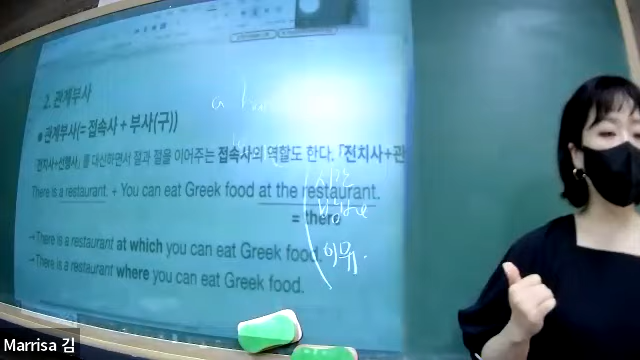 2. 관계부사
● 관계부사(= 접속사 + 부사(구))
「전치사+선행사」를 대신하면서 절과 절을 이어주는 접속사의 역할도 한다. 「전치사+관
There is a restaurant. + You can eat Greek food at the restaurant.
= there
→ There is a restaurant at which you can eat Greek food.
→ There is a restaurant where you can eat Greek food.
a
이유.
Marrisa 김